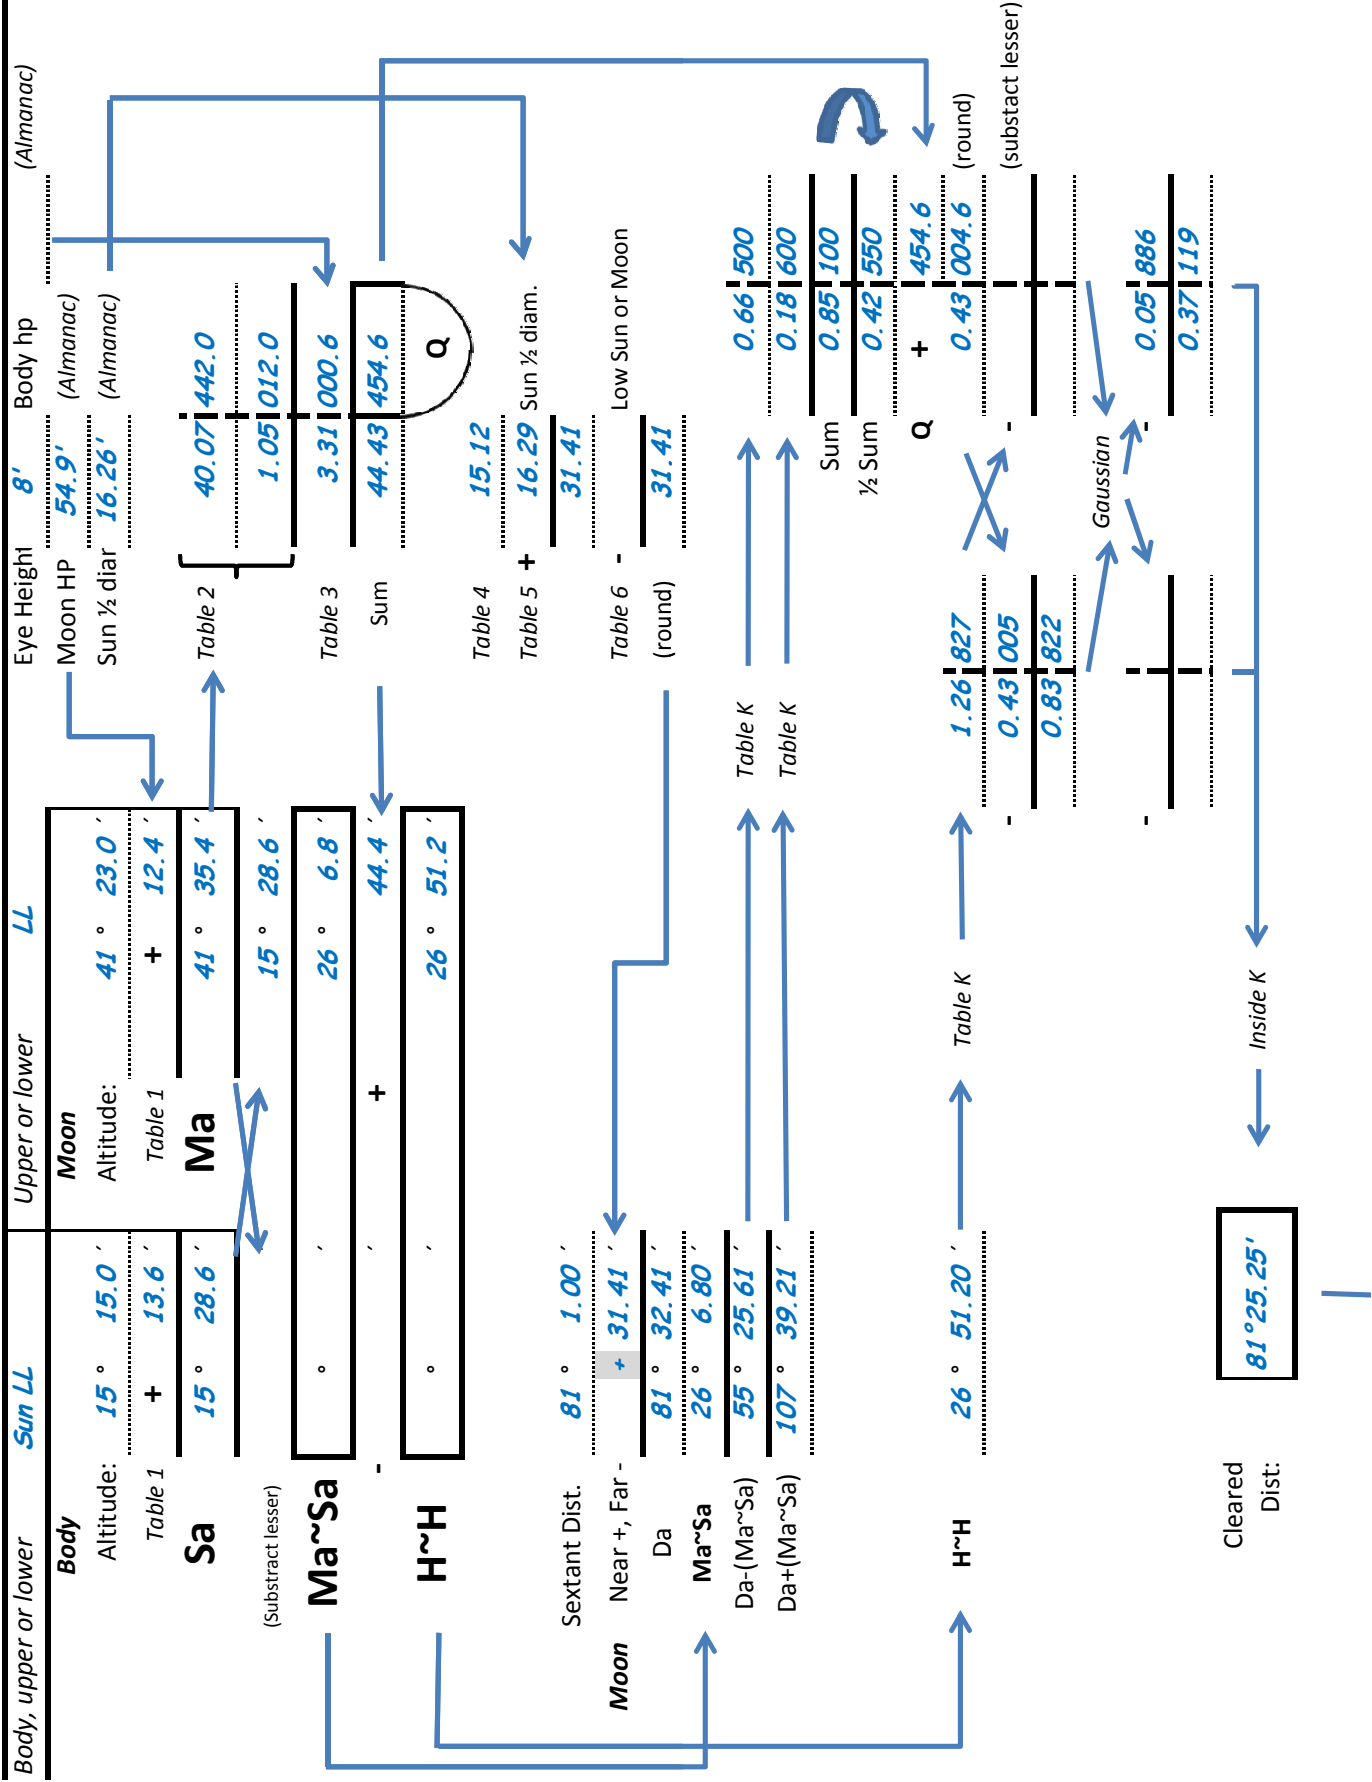 Body, upper or lower Sun LL Upper or lower LL Eye Height 8' Body hp (Almanac)
Body Moon Moon HP 54.9' (Almanac)
Altitude: 15 ° 15.0 ' Altitude: 41 ° 23.0 ' Sun ½ diar 16.26' (Almanac)
Table 1 + 13.6 ' Table 1 + 12.4 '
Sa 15 ° 28.6 ' Ma 41 ° 35.4 ' Table 2 40.07 442.0
(Substract lesser) 15 ° 28.6 ' 1.05 012.0
Ma~Sa ° ' 26 ° 6.8 ' Table 3 3.31 000.6
- ' + 44.4 ' Sum 44.43 454.6
H~H ° ' 26 ° 51.2 ' Q
Table 4 15.12
Table 5 + 16.29 Sun ½ diam.
Sextant Dist. 81 ° 1.00 ' 31.41
Moon Near +, Far - + 31.41 ' Table 6 - Low Sun or Moon
Da 81 ° 32.41 ' (round) 31.41
Ma~Sa 26 ° 6.80 '
Da-(Ma~Sa) 55 ° 25.61 ' Table K 0.66 500
Da+(Ma~Sa) 107 ° 39.21 ' Table K 0.18 600
Sum 0.85 100
½ Sum 0.42 550
Q + 454.6
H~H 26 ° 51.20 ' Table K Table K 1.26 827 0.43 004.6 (round)
- 0.43 005 - (substact lesser)
0.83 822
Gaussian
- - 0.05 886
0.37 119
Cleared
Dist: 81°25.25' Inside K